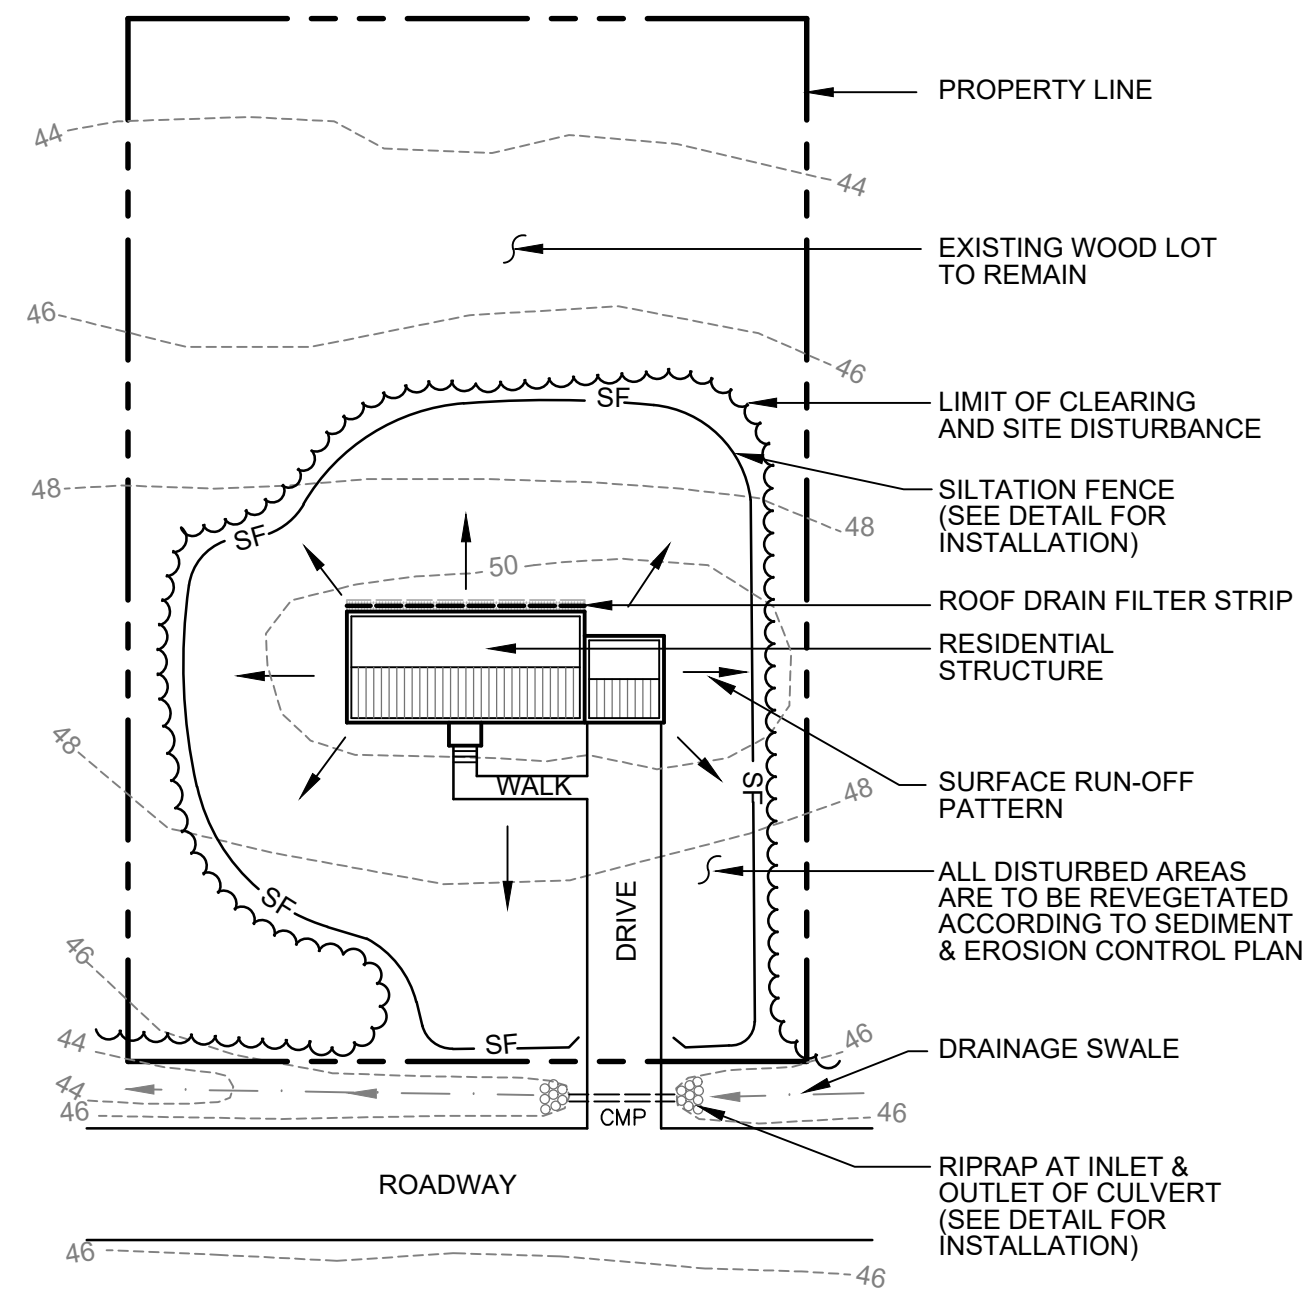 PROPERTY LINE
44
44
EXISTING WOOD LOT
TO REMAIN
46
46
LIMIT OF CLEARING
AND SITE DISTURBANCE
SF
48
48
SILTATION FENCE
(SEE DETAIL FOR
INSTALLATION)
SF
50
ROOF DRAIN FILTER STRIP
RESIDENTIAL
STRUCTURE
48
48
WALK
SF
SURFACE RUN-OFF
PATTERN
ALL DISTURBED AREAS
ARE TO BE REVEGETATED
ACCORDING TO SEDIMENT
& EROSION CONTROL PLAN
SF
DRIVE
46
44
SF
46
DRAINAGE SWALE
44
46
CMP
46
RIPRAP AT INLET &
OUTLET OF CULVERT
(SEE DETAIL FOR
INSTALLATION)
ROADWAY
46
46